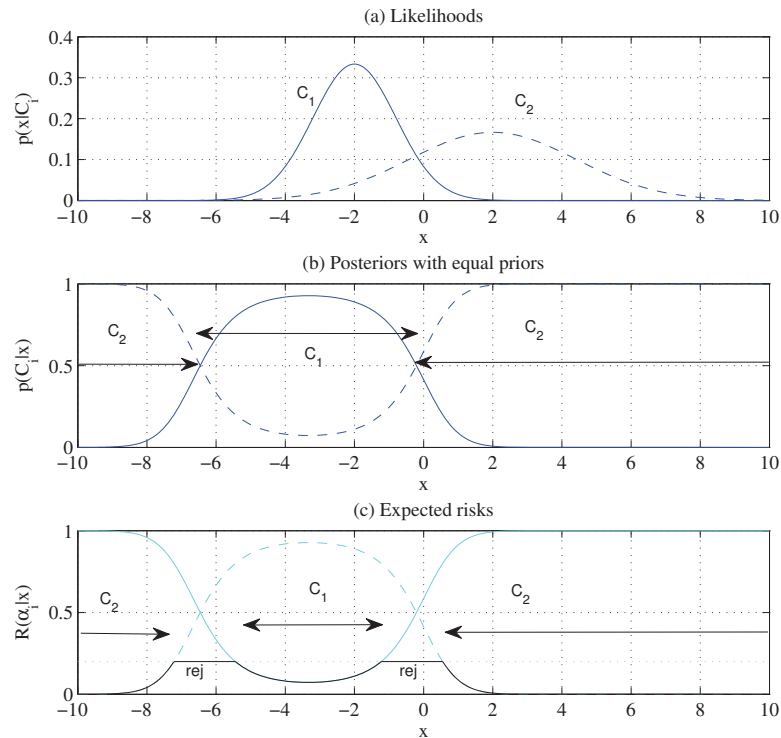 (a) Likelihoods
0.4
0.3
0.2
0.1
0
p(x|C_i)
C_1
C_2
−10 −8 −6 −4 −2 0 2 4 6 8 10
x
(b) Posteriors with equal priors
1
0.5
0
p(C_i|x)
C_2
C_1
C_2
−10 −8 −6 −4 −2 0 2 4 6 8 10
x
(c) Expected risks
1
0.5
0
R(α_i|x)
C_2
C_1
C_2
rej
rej
−10 −8 −6 −4 −2 0 2 4 6 8 10
x